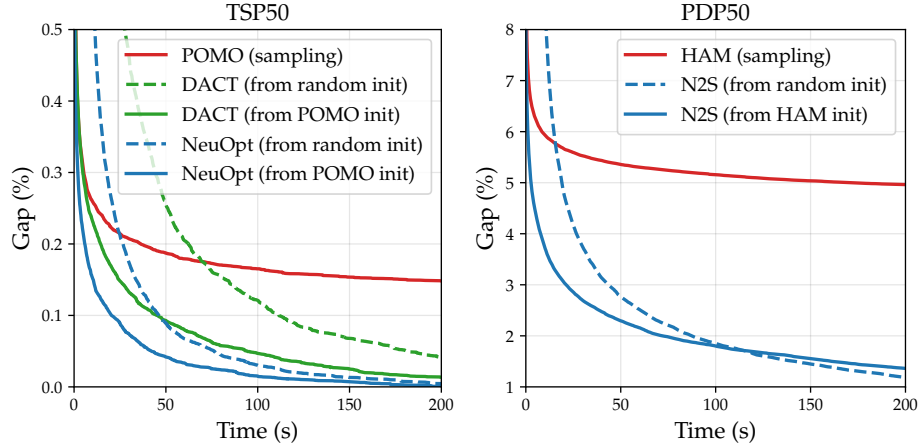 TSP50
0.5
0.4
0.3
0.2
0.1
0.0
Gap (%)
POMO (sampling)
DACT (from random init)
DACT (from POMO init)
NeuOpt (from random init)
NeuOpt (from POMO init)
0 50 100 150 200
Time (s)
PDP50
8
7
6
5
4
3
2
1
Gap (%)
HAM (sampling)
N2S (from random init)
N2S (from HAM init)
0 50 100 150 200
Time (s)